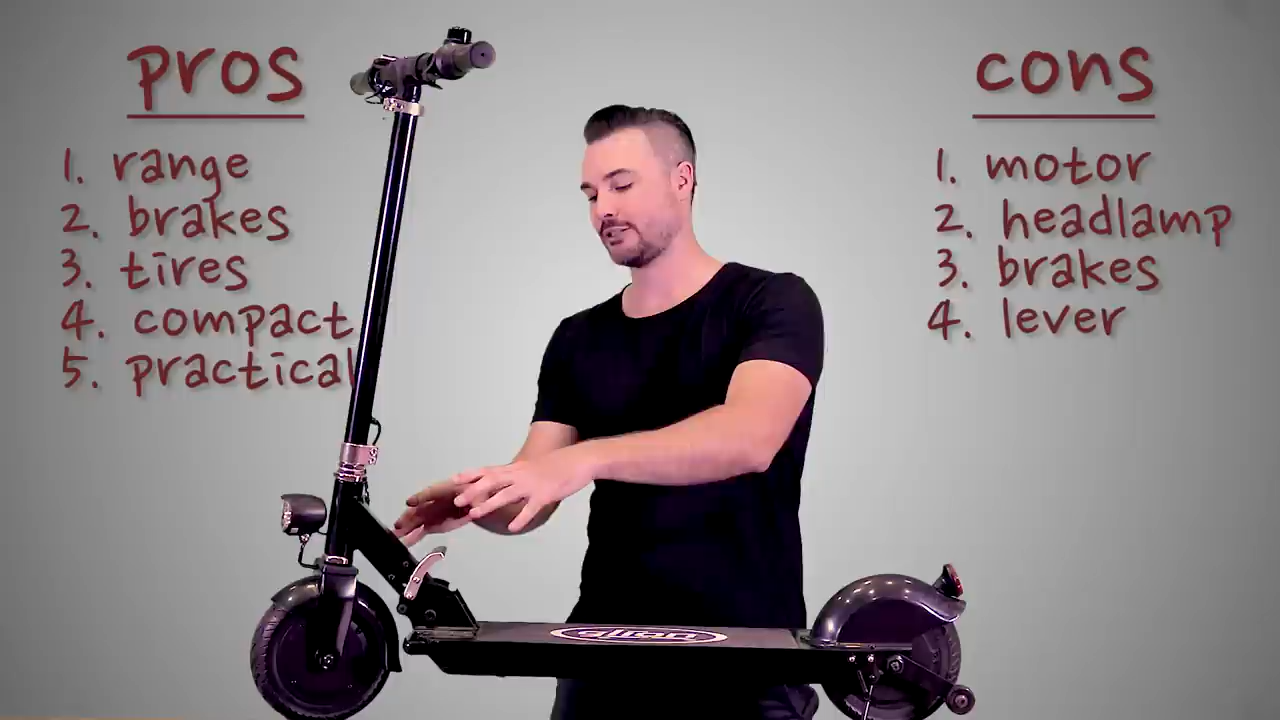 pros
1. range
2. brakes
3. tires
4. compact
5. practical
cons
1. motor
2. headlamp
3. brakes
4. lever